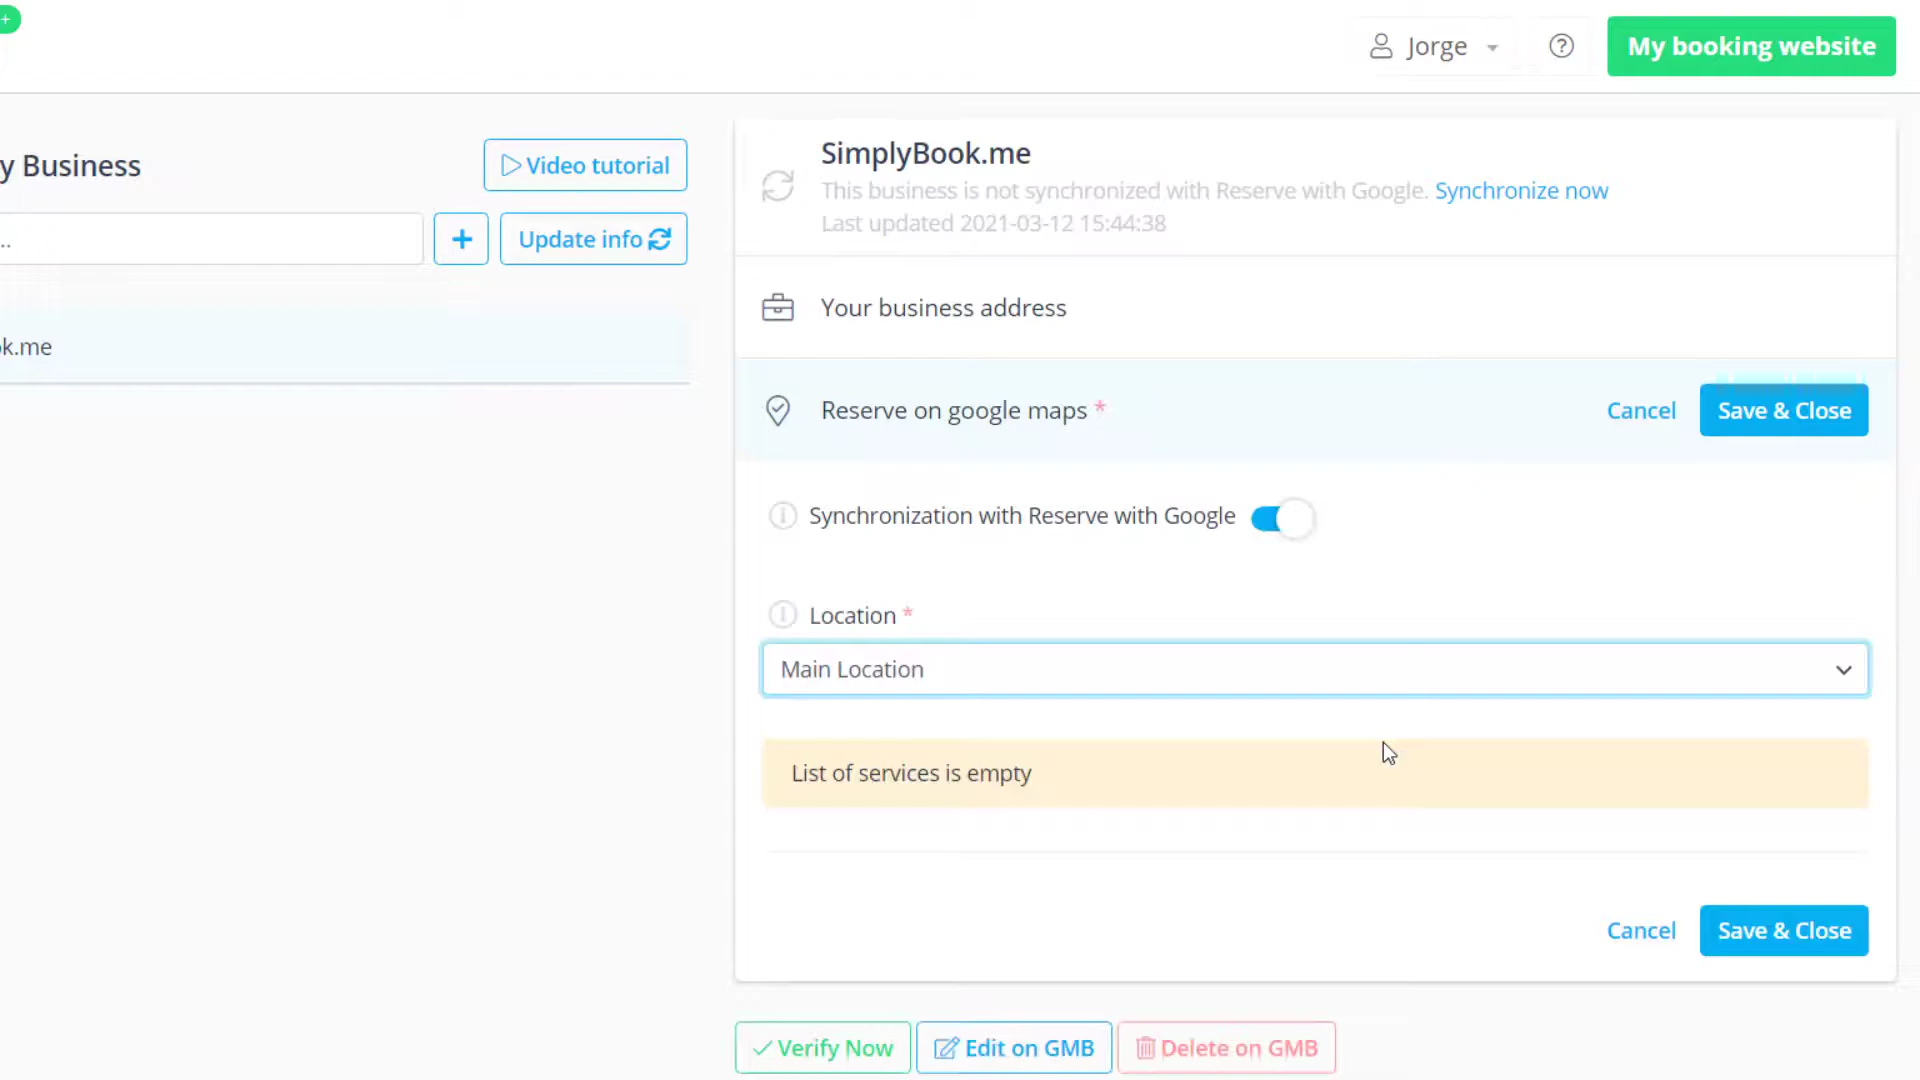 +
Jorge
?
My booking website
y Business
Video tutorial
..
+
Update info
ok.me
SimplyBook.me
This business is not synchronized with Reserve with Google. Synchronize now
Last updated 2021-03-12 15:44:38
Your business address
Reserve on google maps *
Cancel
Save & Close
Synchronization with Reserve with Google
Location *
Main Location
List of services is empty
Cancel
Save & Close
Verify Now
Edit on GMB
Delete on GMB